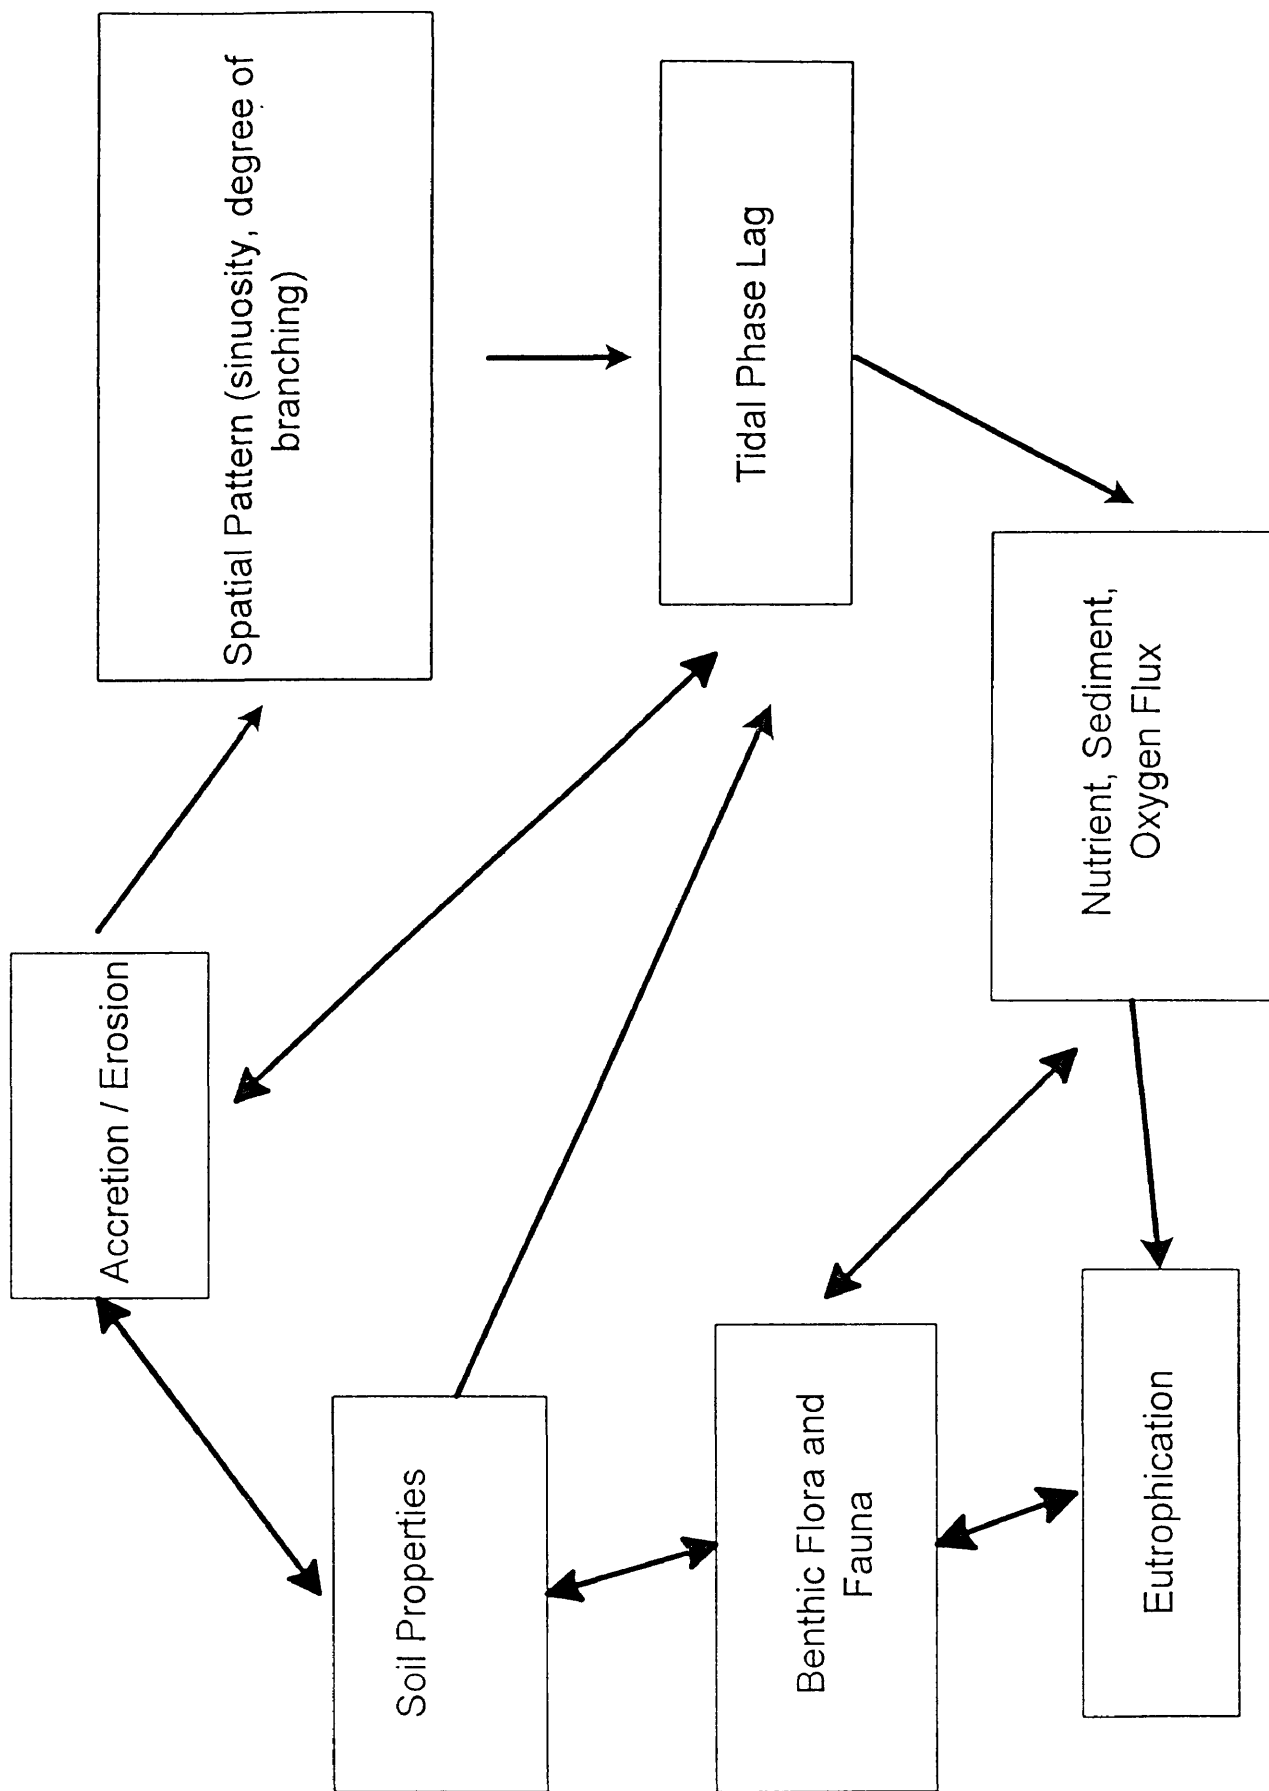 Spatial Pattern (sinuosity, degree of
branching)
Accretion / Erosion
Tidal Phase Lag
Soil Properties
Nutrient, Sediment,
Oxygen Flux
Benthic Flora and
Fauna
Eutrophication